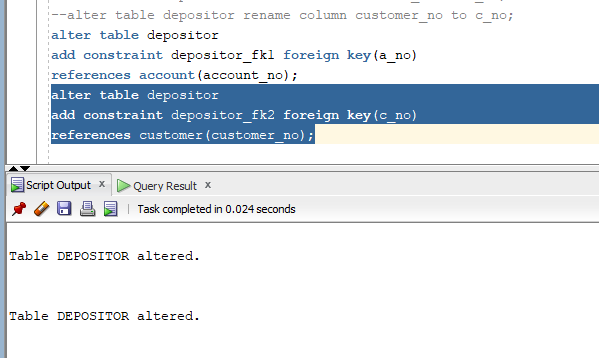 --alter table depositor rename column customer_no to c_no;
alter table depositor
add constraint depositor_fk1 foreign key(a_no)
references account(account_no);
alter table depositor
add constraint depositor_fk2 foreign key(c_no)
references customer(customer_no);
Script Output x Query Result x
Task completed in 0.024 seconds
Table DEPOSITOR altered.
Table DEPOSITOR altered.